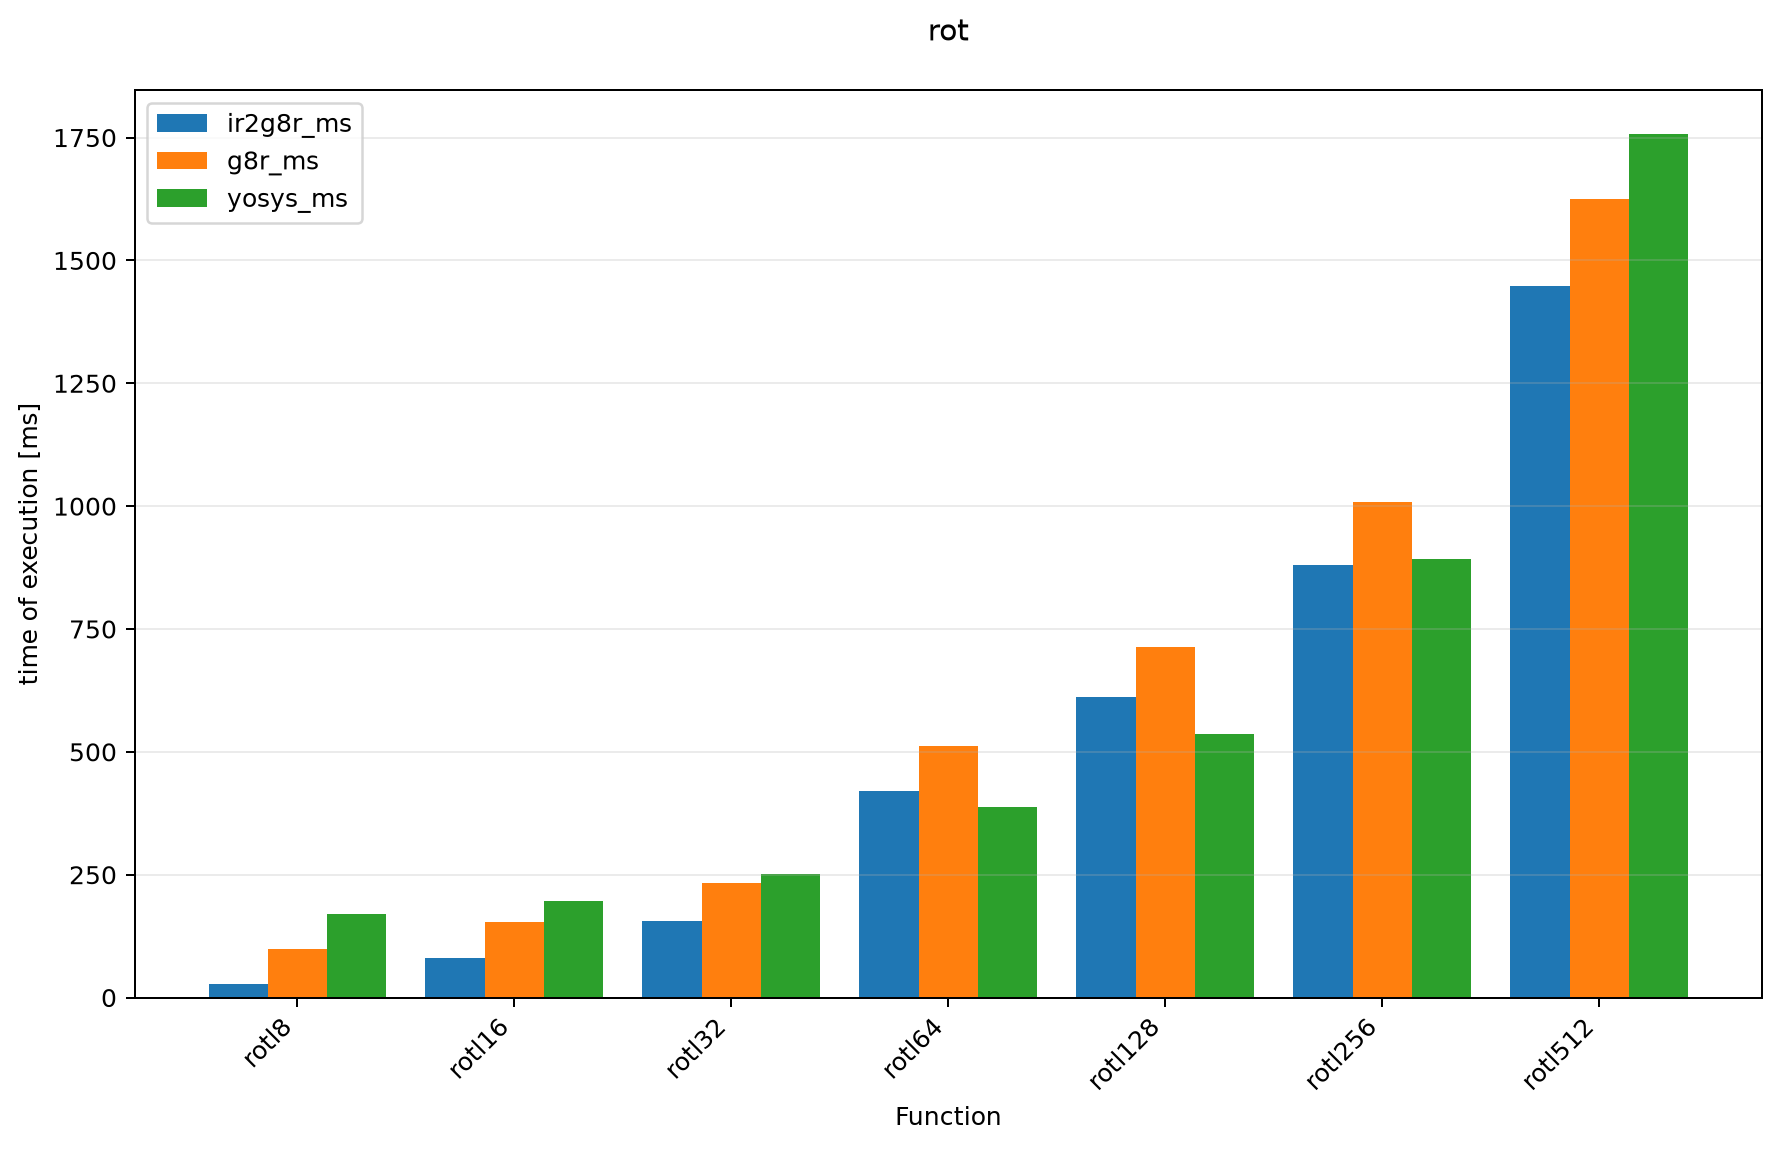 rot
ir2g8r_ms
g8r_ms
yosys_ms
time of execution [ms]
1750
1500
1250
1000
750
500
250
0
rotl8
rotl16
rotl32
rotl64
rotl128
rotl256
rotl512
Function